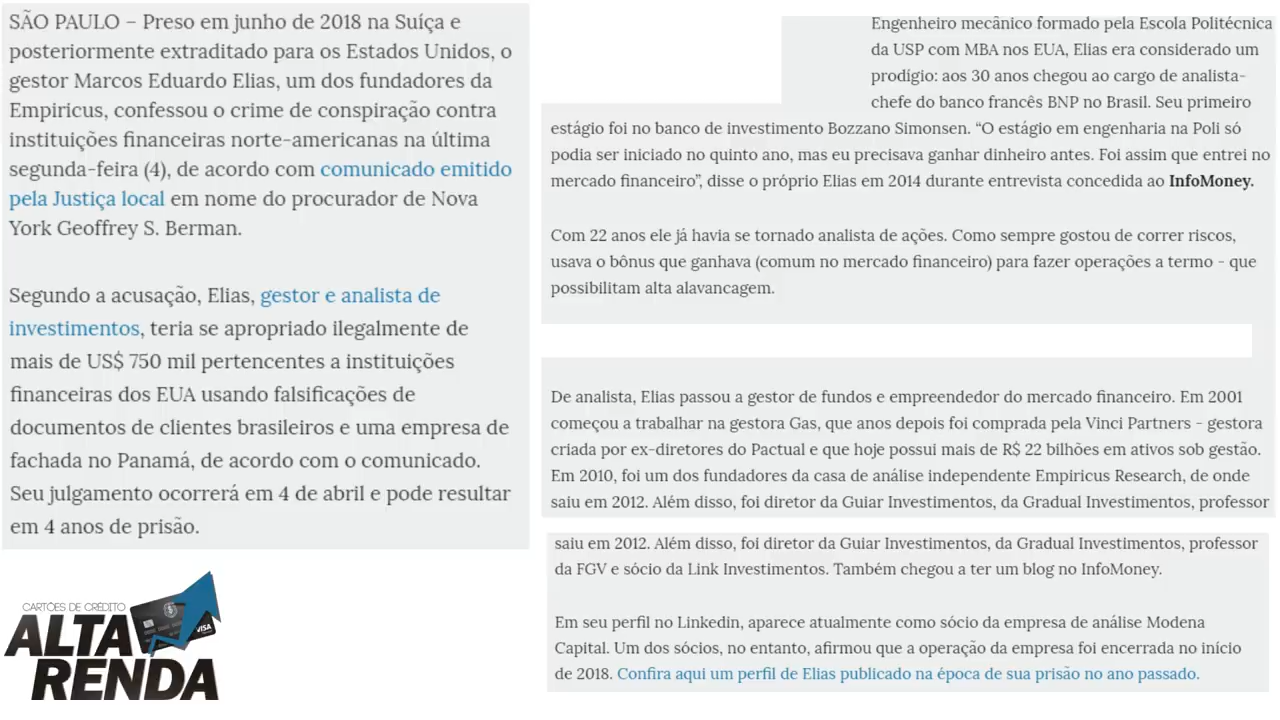 SÃO PAULO – Preso em junho de 2018 na Suíça e
posteriormente extraditado para os Estados Unidos, o
gestor Marcos Eduardo Elias, um dos fundadores da
Empiricus, confessou o crime de conspiração contra
instituições financeiras norte-americanas na última
segunda-feira (4), de acordo com comunicado emitido
pela Justiça local em nome do procurador de Nova
York Geoffrey S. Berman.
Segundo a acusação, Elias, gestor e analista de
investimentos, teria se apropriado ilegalmente de
mais de US$ 750 mil pertencentes a instituições
financeiras dos EUA usando falsificações de
documentos de clientes brasileiros e uma empresa de
fachada no Panamá, de acordo com o comunicado.
Seu julgamento ocorrerá em 4 de abril e pode resultar
em 4 anos de prisão.
CARTÕES DE CRÉDITO
ALTA
RENDA
VISA
Engenheiro mecânico formado pela Escola Politécnica
da USP com MBA nos EUA, Elias era considerado um
prodígio: aos 30 anos chegou ao cargo de analista-
chefe do banco francês BNP no Brasil. Seu primeiro
estágio foi no banco de investimento Bozzano Simonsen. “O estágio em engenharia na Poli só
podia ser iniciado no quinto ano, mas eu precisava ganhar dinheiro antes. Foi assim que entrei no
mercado financeiro”, disse o próprio Elias em 2014 durante entrevista concedida ao InfoMoney.
Com 22 anos ele já havia se tornado analista de ações. Como sempre gostou de correr riscos,
usava o bônus que ganhava (comum no mercado financeiro) para fazer operações a termo - que
possibilitam alta alavancagem.
De analista, Elias passou a gestor de fundos e empreendedor do mercado financeiro. Em 2001
começou a trabalhar na gestora Gas, que anos depois foi comprada pela Vinci Partners - gestora
criada por ex-diretores do Pactual e que hoje possui mais de R$ 22 bilhões em ativos sob gestão.
Em 2010, foi um dos fundadores da casa de análise independente Empiricus Research, de onde
saiu em 2012. Além disso, foi diretor da Guiar Investimentos, da Gradual Investimentos, professor
saiu em 2012. Além disso, foi diretor da Guiar Investimentos, da Gradual Investimentos, professor
da FGV e sócio da Link Investimentos. Também chegou a ter um blog no InfoMoney.
Em seu perfil no Linkedin, aparece atualmente como sócio da empresa de análise Modena
Capital. Um dos sócios, no entanto, afirmou que a operação da empresa foi encerrada no início
de 2018. Confira aqui um perfil de Elias publicado na época de sua prisão no ano passado.